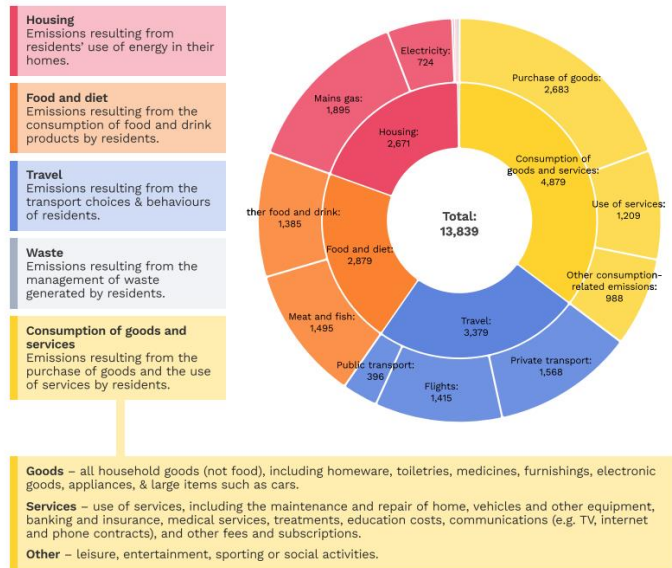 Housing
Emissions resulting from
residents' use of energy in their
homes.
Food and diet
Emissions resulting from the
consumption of food and drink
products by residents.
Travel
Emissions resulting from the
transport choices & behaviours
of residents.
Waste
Emissions resulting from the
management of waste
generated by residents.
Consumption of goods and
services
Emissions resulting from the
purchase of goods and the use
of services by residents.
Electricity:
724
Mains gas:
1,895
Housing:
2,671
Purchase of goods:
2,683
Consumption of
goods and services:
4,879
Use of services:
1,209
Other consumption-
related emissions:
988
Total:
13,839
ther food and drink:
1,385
Food and diet:
2,879
Meat and fish:
1,495
Travel:
3,379
Public transport:
396
Flights:
1,415
Private transport:
1,568
Goods – all household goods (not food), including homeware, toiletries, medicines, furnishings, electronic
goods, appliances, & large items such as cars.
Services – use of services, including the maintenance and repair of home, vehicles and other equipment,
banking and insurance, medical services, treatments, education costs, communications (e.g. TV, internet
and phone contracts), and other fees and subscriptions.
Other – leisure, entertainment, sporting or social activities.